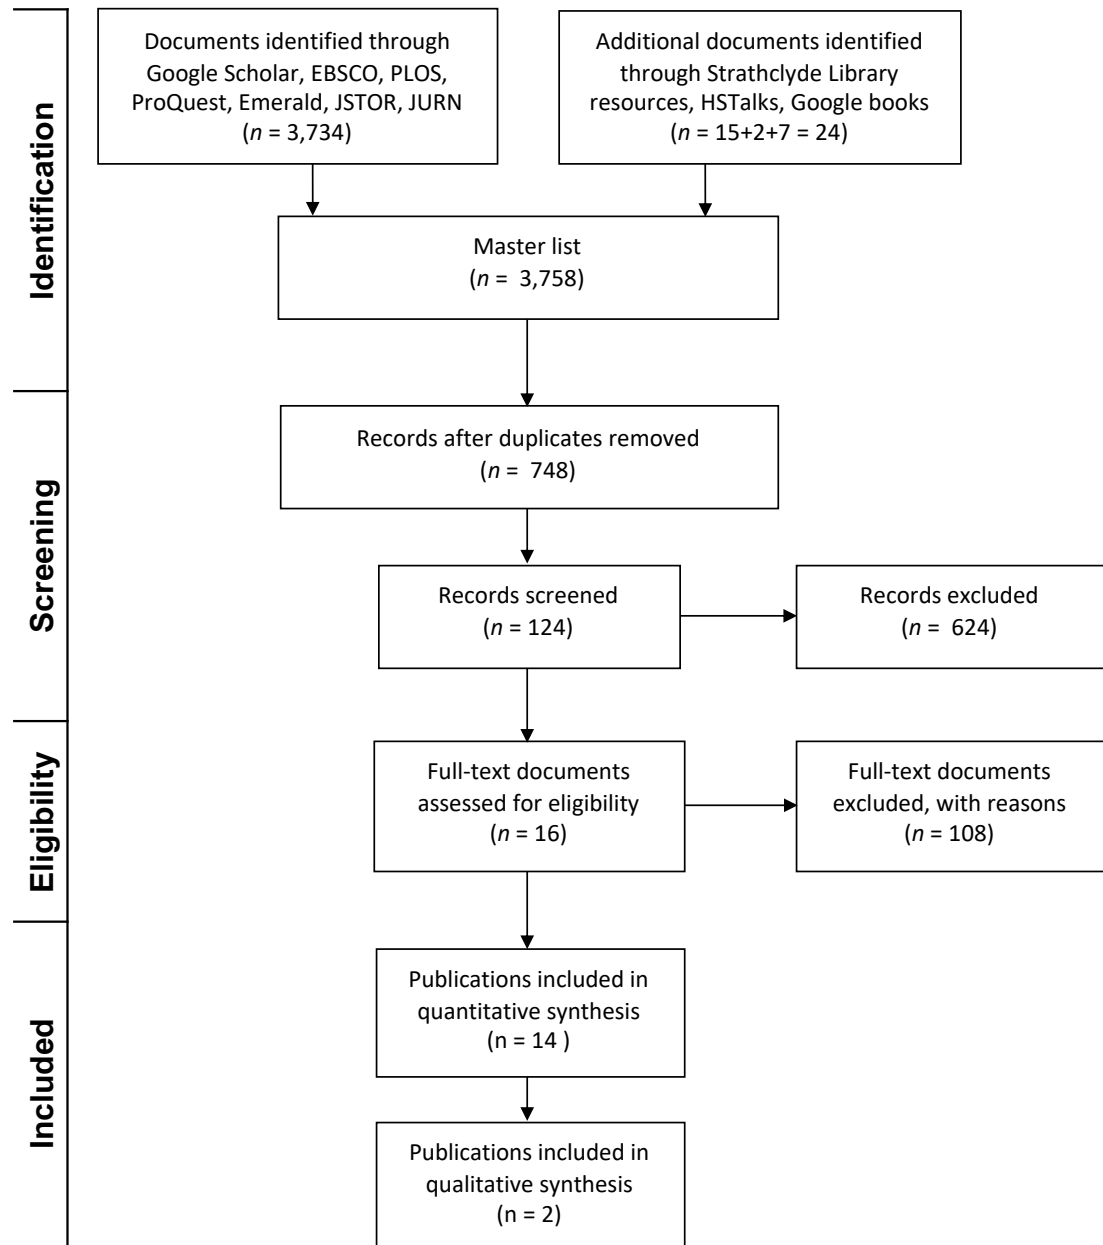 Identification
Documents identified through
Google Scholar, EBSCO, PLOS,
ProQuest, Emerald, JSTOR, JURN
(n = 3,734)
Additional documents identified
through Strathclyde Library
resources, HSTalks, Google books
(n = 15+2+7 = 24)
Master list
(n =  3,758)
Screening
Records after duplicates removed
(n =  748)
Records screened
(n = 124)
Records excluded
(n =  624)
Eligibility
Full-text documents
assessed for eligibility
(n = 16)
Full-text documents
excluded, with reasons
(n = 108)
Included
Publications included in
quantitative synthesis
(n = 14 )
Publications included in
qualitative synthesis
(n = 2)